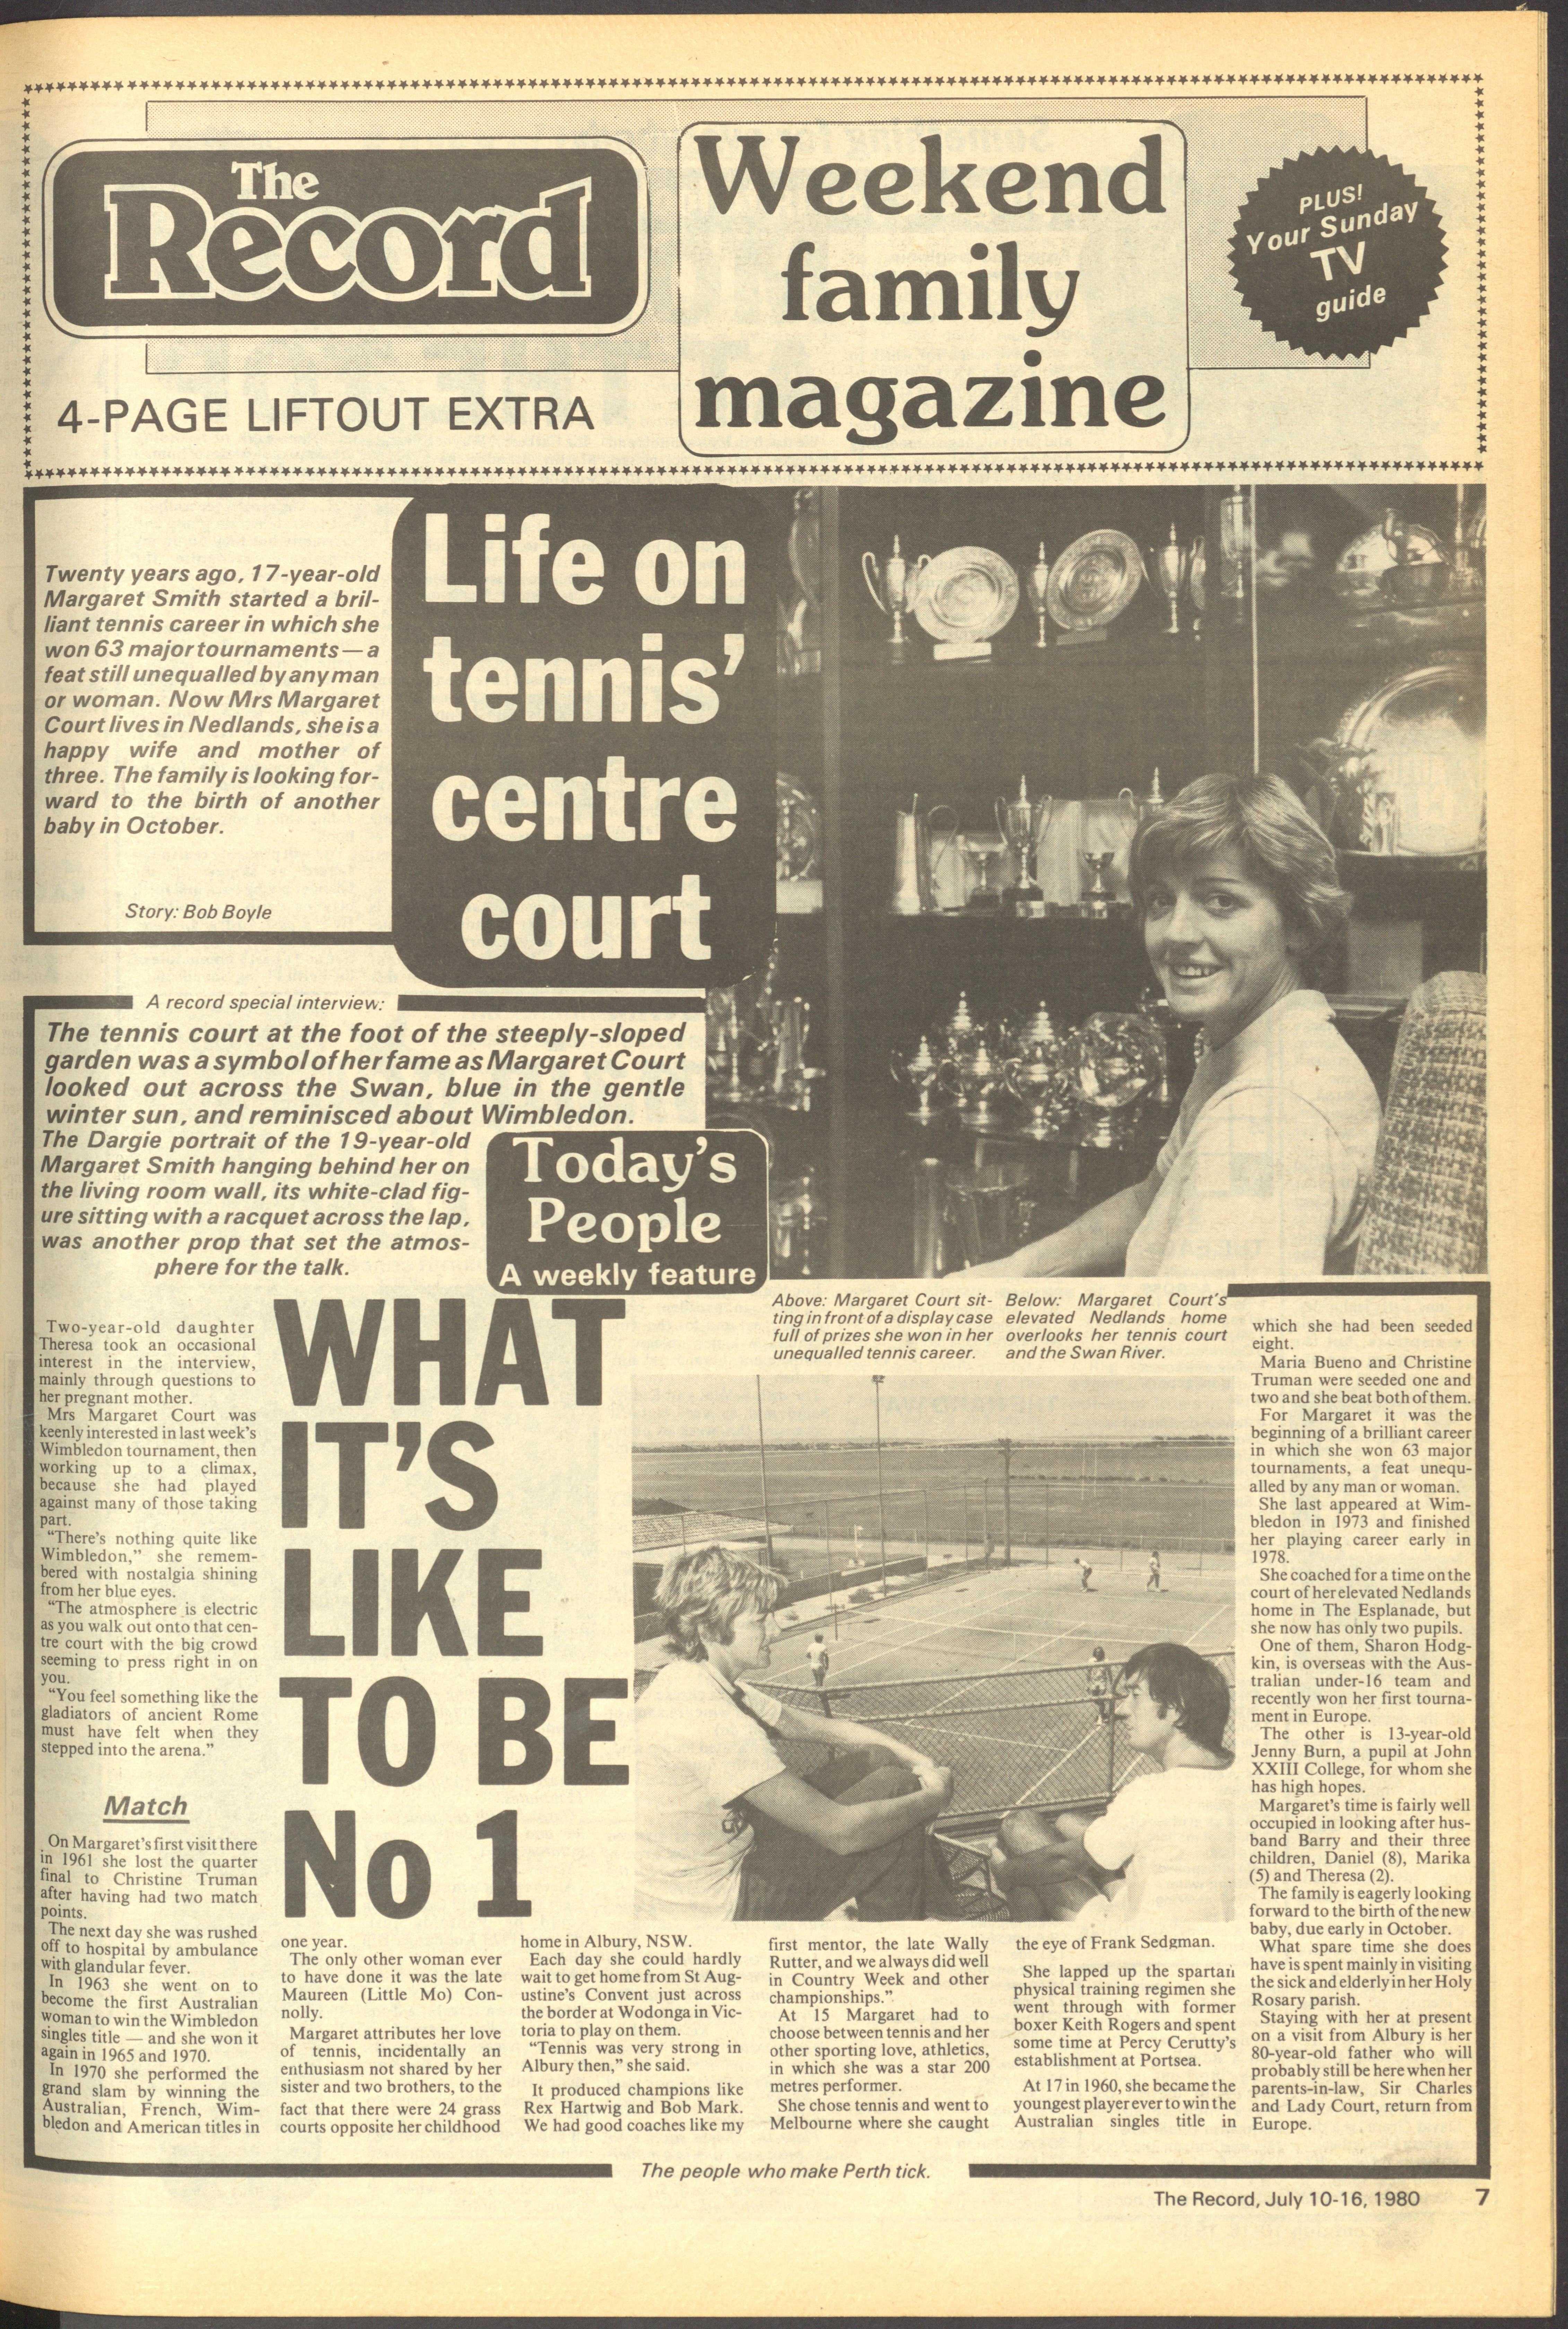 The
Record
Weekend
family
magazine
PLUS!
Your Sunday
TV
guide
4-PAGE LIFTOUT EXTRA
Twenty years ago, 17-year-old
Margaret Smith started a bril-
liant tennis career in which she
won 63 major tournaments — a
feat still unequalled by any man
or woman. Now Mrs Margaret
Court lives in Nedlands, she is a
happy wife and mother of
three. The family is looking for-
ward to the birth of another
baby in October.
Story: Bob Boyle
Life on
tennis'
centre
court
A record special interview:
The tennis court at the foot of the steeply-sloped
garden was a symbol of her fame as Margaret Court
looked out across the Swan, blue in the gentle
winter sun, and reminisced about Wimbledon.
The Dargie portrait of the 19-year-old
Margaret Smith hanging behind her on
the living room wall, its white-clad fig-
ure sitting with a racquet across the lap,
was another prop that set the atmos-
phere for the talk.
Today's
People
A weekly feature
Above: Margaret Court sit-
ting in front of a display case
full of prizes she won in her
unequalled tennis career.
Below: Margaret Court's
elevated Nedlands home
overlooks her tennis court
and the Swan River.
WHAT
IT'S
LIKE
TO BE
No 1
Two-year-old daughter
Theresa took an occasional
interest in the interview,
mainly through questions to
her pregnant mother.
Mrs Margaret Court was
keenly interested in last week's
Wimbledon tournament, then
working up to a climax,
because she had played
against many of those taking
part.
"There's nothing quite like
Wimbledon," she remem-
bered with nostalgia shining
from her blue eyes.
"The atmosphere is electric
as you walk out onto that cen-
tre court with the big crowd
seeming to press right in on
you.
"You feel something like the
gladiators of ancient Rome
must have felt when they
stepped into the arena."
Match
On Margaret's first visit there
in 1961 she lost the quarter
final to Christine Truman
after having had two match
points.
The next day she was rushed
off to hospital by ambulance
with glandular fever.
In 1963 she went on to
become the first Australian
woman to win the Wimbledon
singles title — and she won it
again in 1965 and 1970.
In 1970 she performed the
grand slam by winning the
Australian, French, Wim-
bledon and American titles in
one year.
The only other woman ever
to have done it was the late
Maureen (Little Mo) Con-
nolly.
Margaret attributes her love
of tennis, incidentally an
enthusiasm not shared by her
sister and two brothers, to the
fact that there were 24 grass
courts opposite her childhood
home in Albury, NSW.
Each day she could hardly
wait to get home from St Aug-
ustine's Convent just across
the border at Wodonga in Vic-
toria to play on them.
"Tennis was very strong in
Albury then," she said.
It produced champions like
Rex Hartwig and Bob Mark.
We had good coaches like my
first mentor, the late Wally
Rutter, and we always did well
in Country Week and other
championships."
At 15 Margaret had to
choose between tennis and her
other sporting love, athletics,
in which she was a star 200
metres performer.
She chose tennis and went to
Melbourne where she caught
the eye of Frank Sedgman.
She lapped up the spartan
physical training regimen she
went through with former
boxer Keith Rogers and spent
some time at Percy Cerutty's
establishment at Portsea.
At 17 in 1960, she became the
youngest player ever to win the
Australian singles title in
which she had been seeded
eight.
Maria Bueno and Christine
Truman were seeded one and
two and she beat both of them.
For Margaret it was the
beginning of a brilliant career
in which she won 63 major
tournaments, a feat unequ-
alled by any man or woman.
She last appeared at Wim-
bledon in 1973 and finished
her playing career early in
1978.
She coached for a time on the
court of her elevated Nedlands
home in The Esplanade, but
she now has only two pupils.
One of them, Sharon Hodg-
kin, is overseas with the Aus-
tralian under-16 team and
recently won her first tourna-
ment in Europe.
The other is 13-year-old
Jenny Burn, a pupil at John
XXIII College, for whom she
has high hopes.
Margaret's time is fairly well
occupied in looking after hus-
band Barry and their three
children, Daniel (8), Marika
(5) and Theresa (2).
The family is eagerly looking
forward to the birth of the new
baby, due early in October.
What spare time she does
have is spent mainly in visiting
the sick and elderly in her Holy
Rosary parish.
Staying with her at present
on a visit from Albury is her
80-year-old father who will
probably still be here when her
parents-in-law, Sir Charles
and Lady Court, return from
Europe.
The people who make Perth tick.
The Record, July 10-16, 1980 7